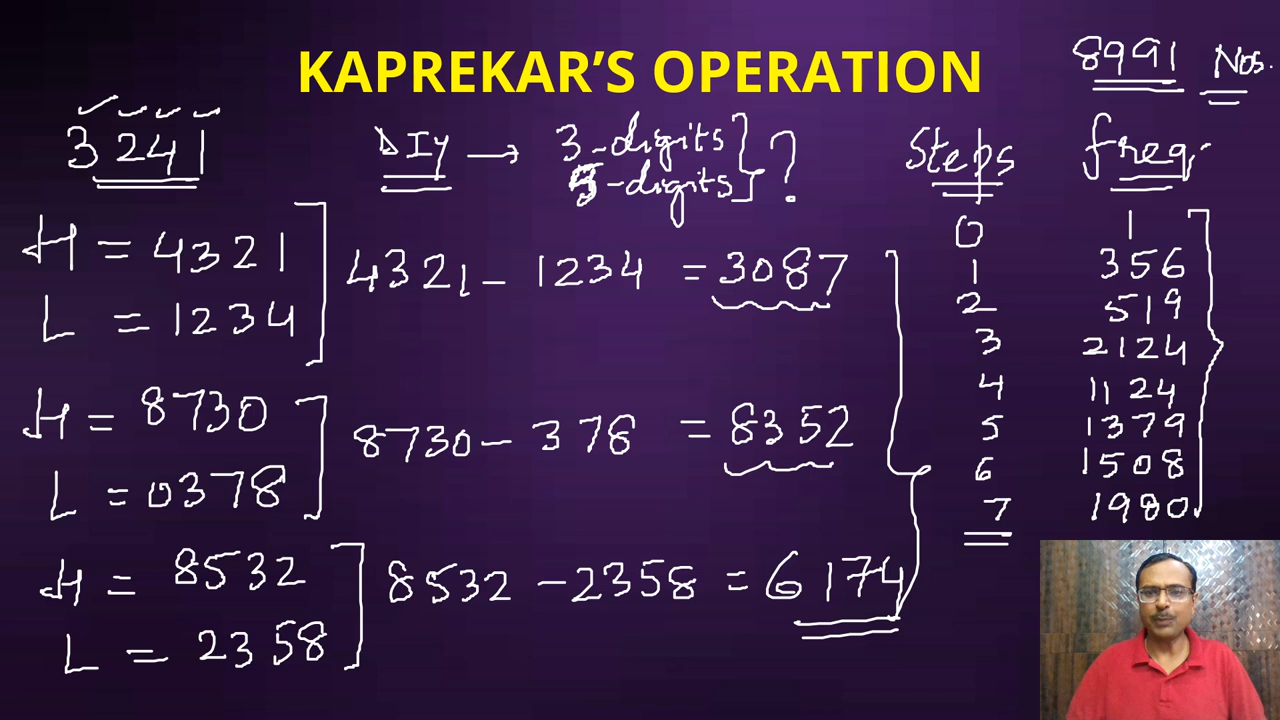 KAPREKAR'S OPERATION
8991 Nos.
3241
DIY → 3-digits
5-digits } ?
Steps freq.
0 1
1 356
2 519
3 2124
4 1124
5 1379
6 1508
7 1980
H = 4321
L = 1234
4321 - 1234 = 3087
H = 8730
L = 0378
8730 - 378 = 8352
H = 8532
L = 2358
8532 - 2358 = 6174